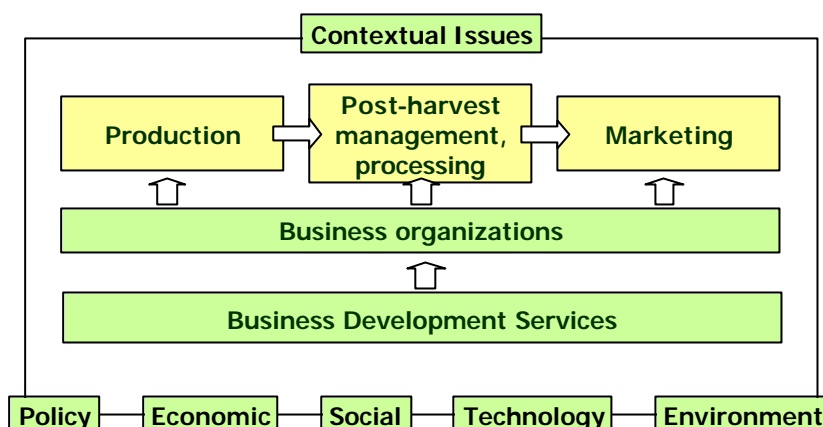 Contextual Issues
Production
Post-harvest
management,
processing
Marketing
Business organizations
Business Development Services
Policy
Economic
Social
Technology
Environment